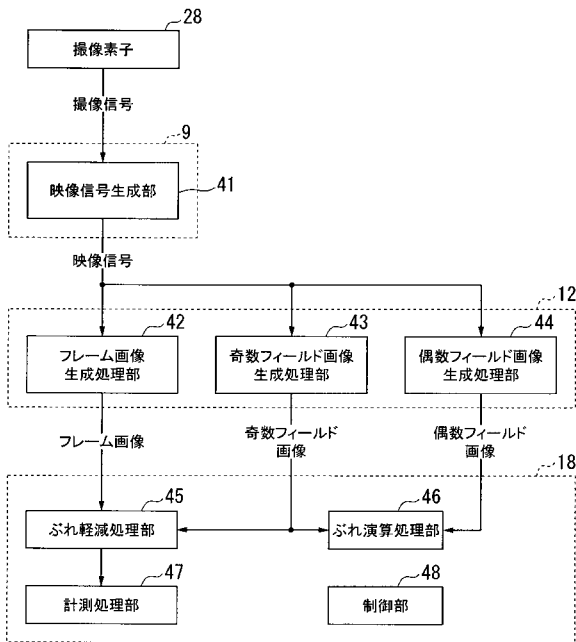 28
撮像素子
撮像信号
9
映像信号生成部
41
映像信号
12
42
43
44
フレーム画像
生成処理部
奇数フィールド画像
生成処理部
偶数フィールド画像
生成処理部
フレーム画像
奇数フィールド
画像
偶数フィールド
画像
18
45
46
ぶれ軽減処理部
ぶれ演算処理部
47
48
計測処理部
制御部